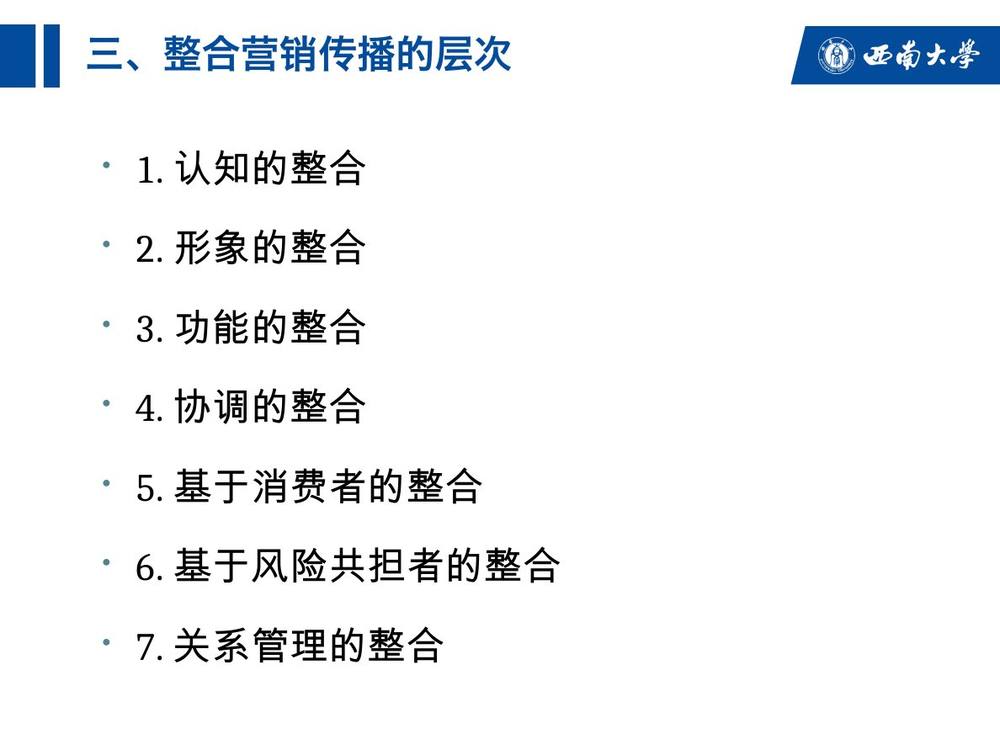 三、整合营销传播的层次
西南大学
• 1. 认知的整合
• 2. 形象的整合
• 3. 功能的整合
• 4. 协调的整合
• 5. 基于消费者的整合
• 6. 基于风险共担者的整合
• 7. 关系管理的整合